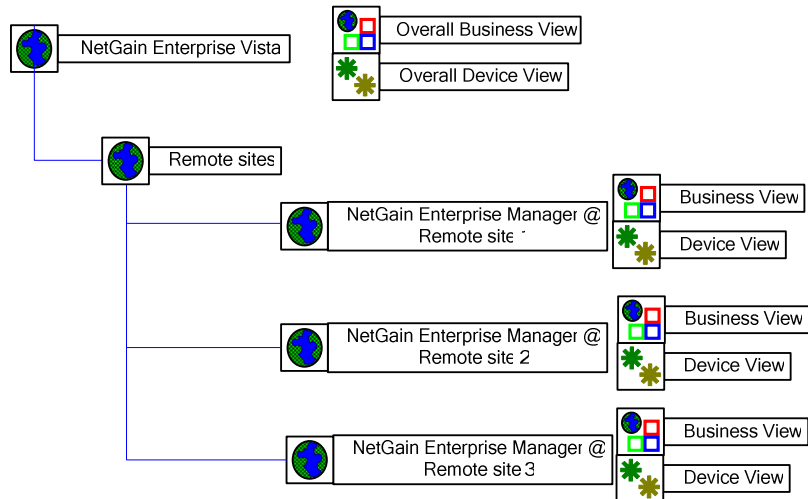 NetGain Enterprise Vista
Overall Business View
Overall Device View
Remote sites
NetGain Enterprise Manager @
Remote site 1
Business View
Device View
NetGain Enterprise Manager @
Remote site 2
Business View
Device View
NetGain Enterprise Manager @
Remote site 3
Business View
Device View